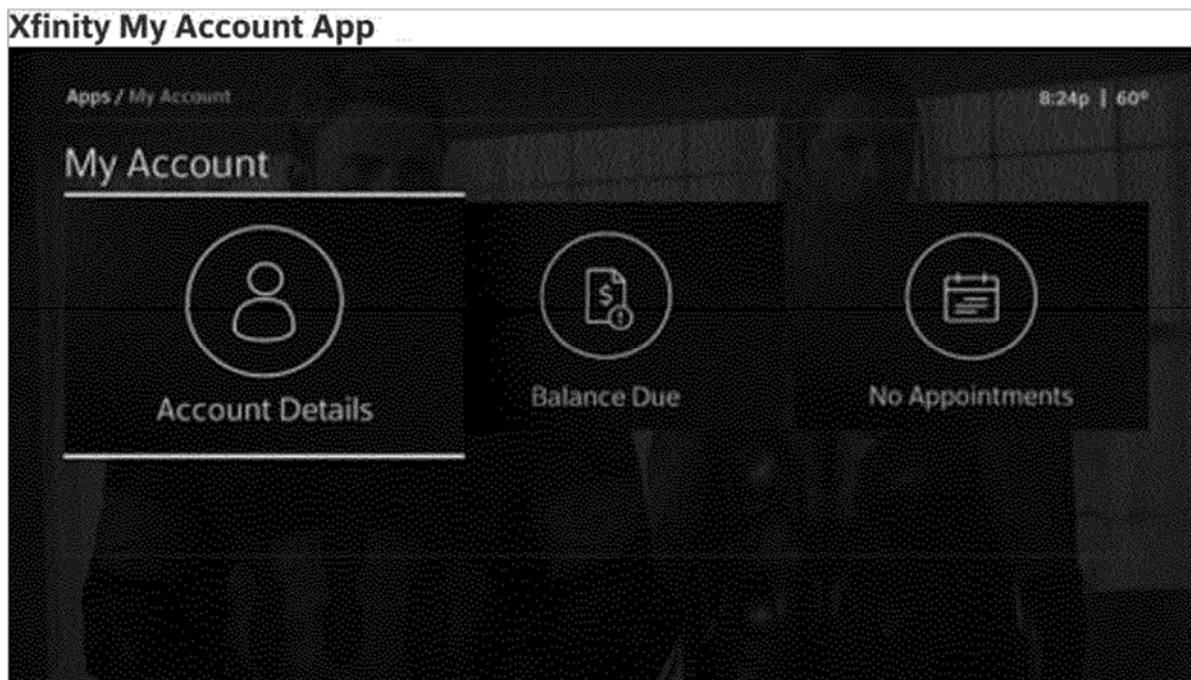 Xfinity My Account App
Apps / My Account
8:24p | 60°
My Account
$
Account Details
Balance Due
No Appointments